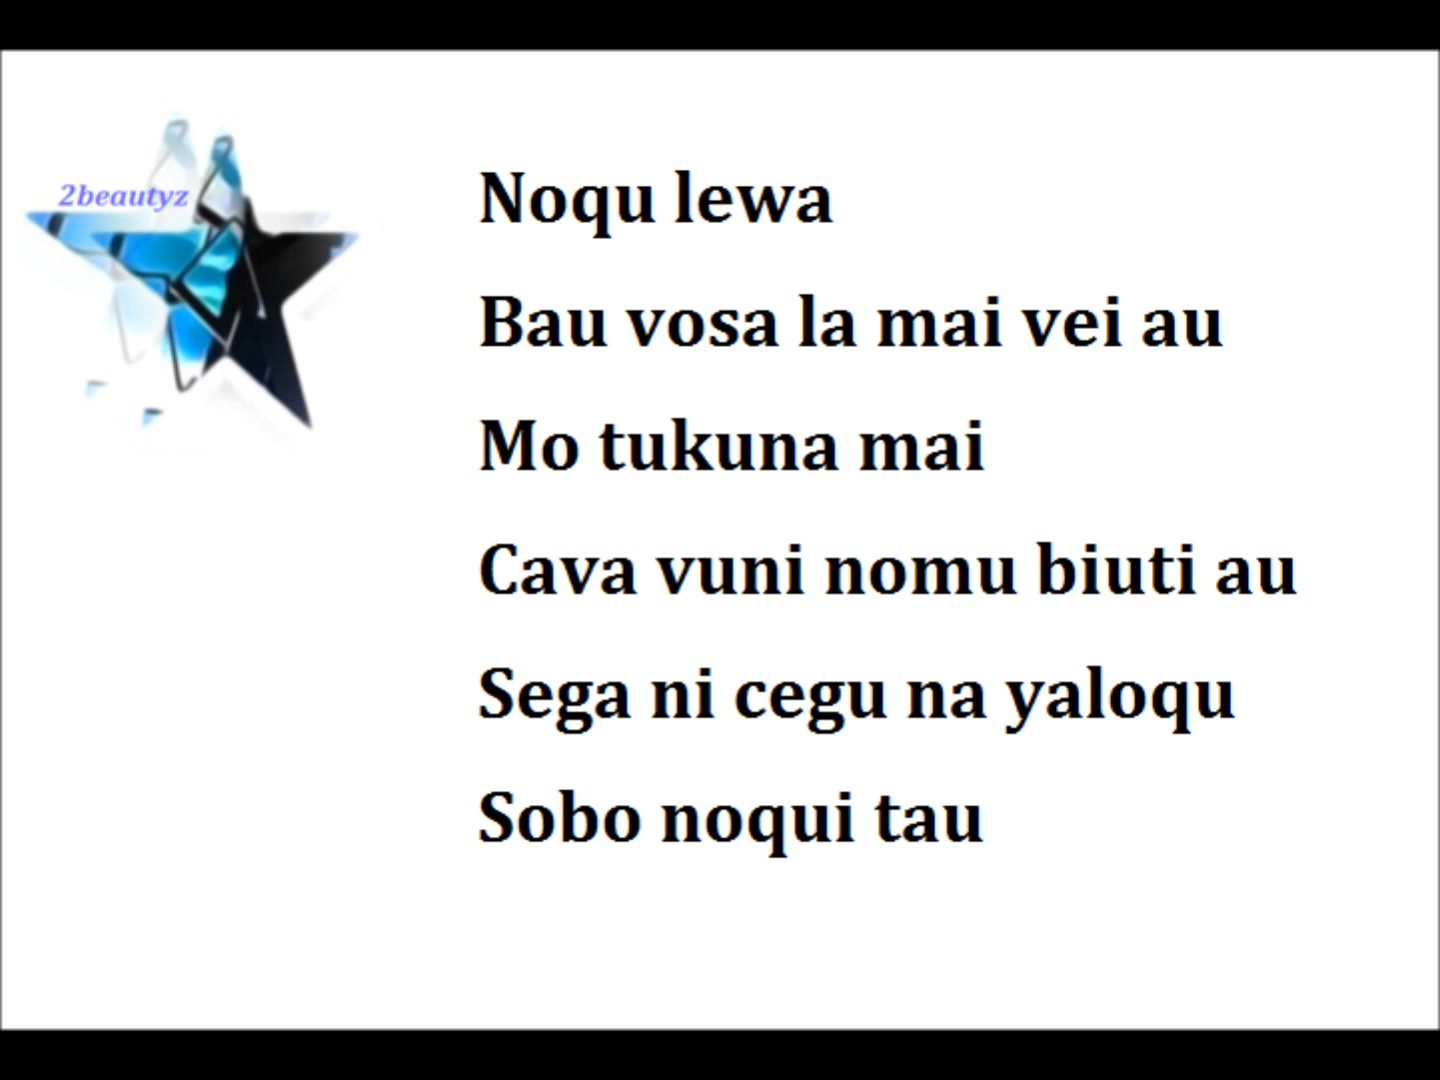 2beautyz
Noqu lewa
Bau vosa la mai vei au
Mo tukuna mai
Cava vuni nomu biuti au
Sega ni cegu na yaloqu
Sobo noqui tau